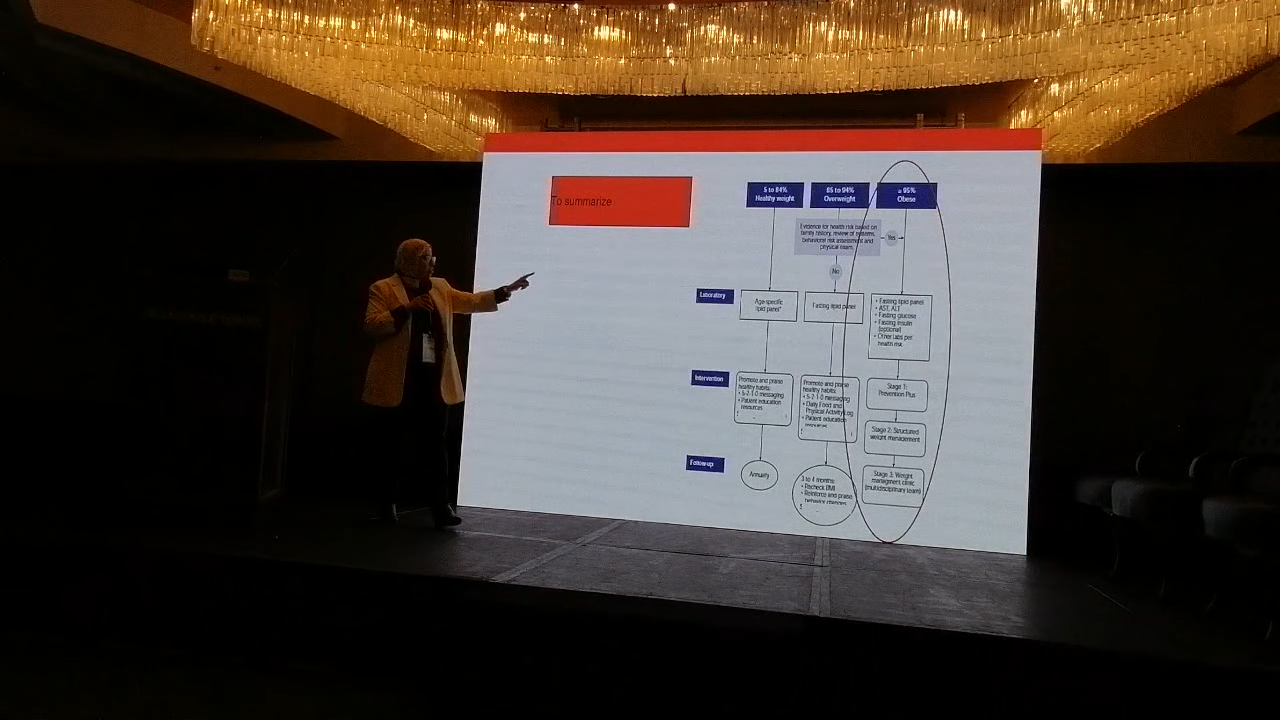 To summarize
5 to 84%
Healthy weight
85 to 94%
Overweight
≥ 95%
Obese
Evidence for health risk based on
family history, review of systems,
behavioral risk assessment and
physical exam.
Yes
No
Laboratory
Age-specific
lipid panel*
Fasting lipid panel
• Fasting lipid panel
• AST, ALT
• Fasting glucose
• Fasting insulin
(optional)
• Other labs per
health risk
Intervention
Promote and praise
healthy habits:
• 5-2-1-0 messaging
• Patient education
resources
Promote and praise
healthy habits:
• 5-2-1-0 messaging
• Daily Food and
Physical Activity Log
• Patient education
resources
Stage 1:
Prevention Plus
Stage 2: Structured
weight management
Stage 3: Weight
managment clinic
(multidisciplinary team)
Follow-up
Annually
3 to 4 months:
• Recheck BMI
• Reinforce and praise
behavior changes